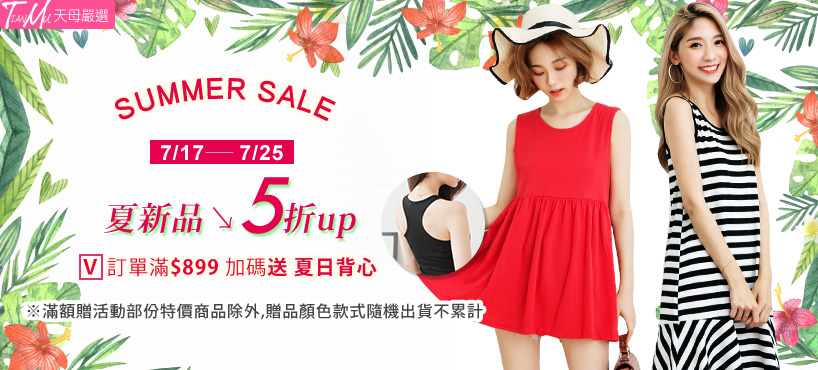 TienMu 天母嚴選
SUMMER SALE
7/17 — 7/25
夏新品↘5折up
V 訂單滿$899 加碼送 夏日背心
※滿額贈活動部份特價商品除外,贈品顏色款式隨機出貨不累計